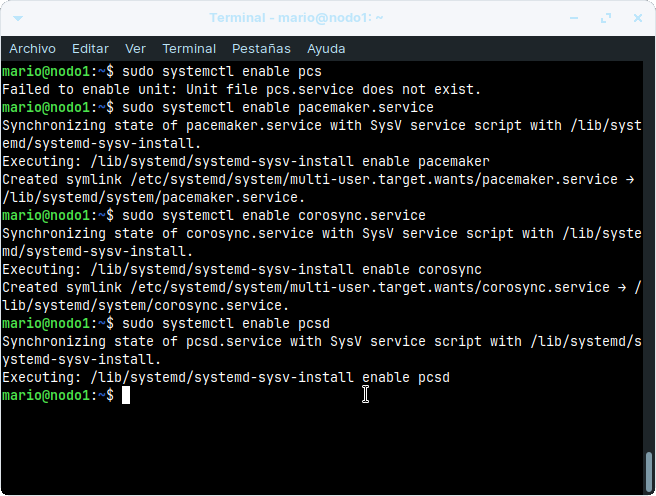 Terminal - mario@nodo1: ~
Archivo Editar Ver Terminal Pestañas Ayuda
mario@nodo1:~$ sudo systemctl enable pcs
Failed to enable unit: Unit file pcs.service does not exist.
mario@nodo1:~$ sudo systemctl enable pacemaker.service
Synchronizing state of pacemaker.service with SysV service script with /lib/syst
emd/systemd-sysv-install.
Executing: /lib/systemd/systemd-sysv-install enable pacemaker
Created symlink /etc/systemd/system/multi-user.target.wants/pacemaker.service →
/lib/systemd/system/pacemaker.service.
mario@nodo1:~$ sudo systemctl enable corosync.service
Synchronizing state of corosync.service with SysV service script with /lib/syste
md/systemd-sysv-install.
Executing: /lib/systemd/systemd-sysv-install enable corosync
Created symlink /etc/systemd/system/multi-user.target.wants/corosync.service → /
lib/systemd/system/corosync.service.
mario@nodo1:~$ sudo systemctl enable pcsd
Synchronizing state of pcsd.service with SysV service script with /lib/systemd/s
ystemd-sysv-install.
Executing: /lib/systemd/systemd-sysv-install enable pcsd
mario@nodo1:~$